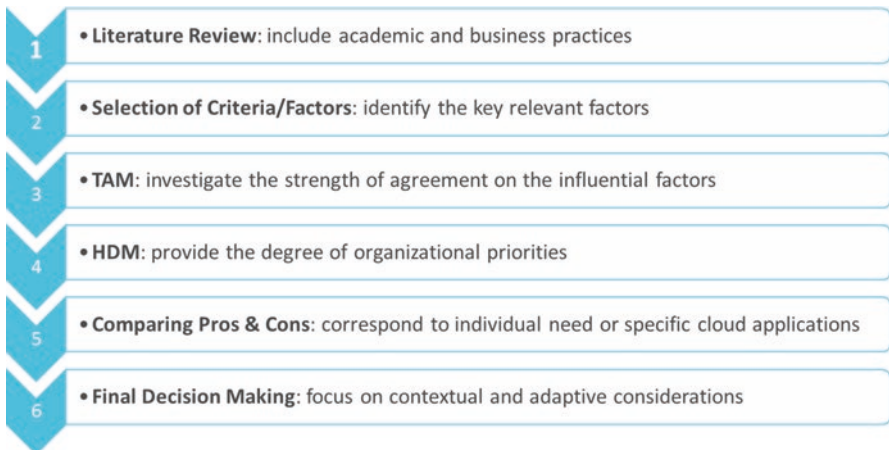 1
• Literature Review: include academic and business practices
2
• Selection of Criteria/Factors: identify the key relevant factors
3
• TAM: investigate the strength of agreement on the influential factors
4
• HDM: provide the degree of organizational priorities
5
• Comparing Pros & Cons: correspond to individual need or specific cloud applications
6
• Final Decision Making: focus on contextual and adaptive considerations